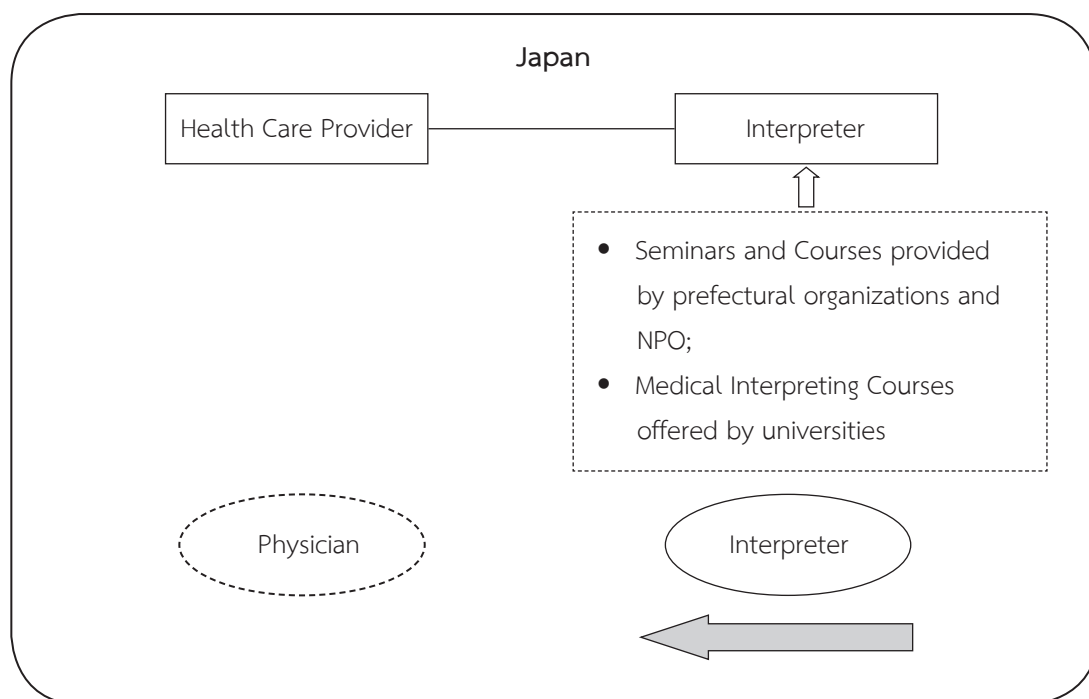 Japan
Health Care Provider
Interpreter
• Seminars and Courses provided
by prefectural organizations and
NPO;
• Medical Interpreting Courses
offered by universities
Physician
Interpreter